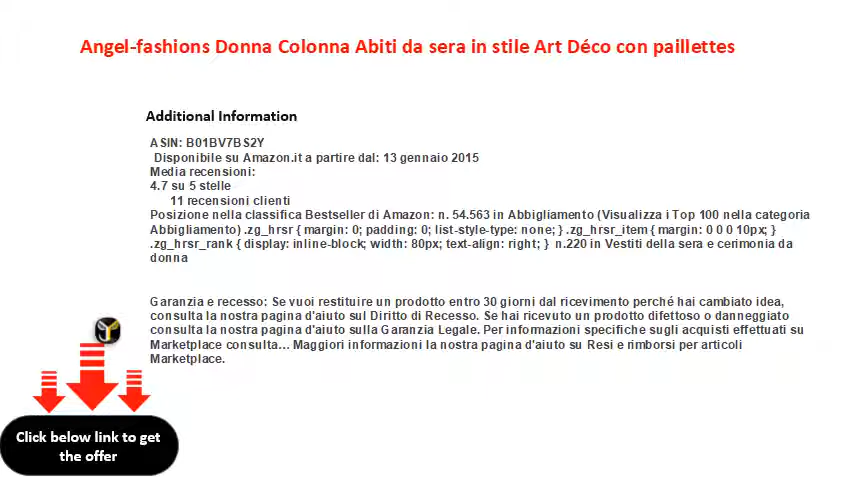 Angel-fashions Donna Colonna Abiti da sera in stile Art Déco con paillettes
Additional Information
ASIN: B01BV7BS2Y
Disponibile su Amazon.it a partire dal: 13 gennaio 2015
Media recensioni:
4.7 su 5 stelle
11 recensioni clienti
Posizione nella classifica Bestseller di Amazon: n. 54.563 in Abbigliamento (Visualizza i Top 100 nella categoria
Abbigliamento) .zg_hrsr { margin: 0; padding: 0; list-style-type: none; } .zg_hrsr_item { margin: 0 0 0 10px; }
.zg_hrsr_rank { display: inline-block; width: 80px; text-align: right; } n.220 in Vestiti della sera e cerimonia da
donna
Garanzia e recesso: Se vuoi restituire un prodotto entro 30 giorni dal ricevimento perché hai cambiato idea,
consulta la nostra pagina d'aiuto sul Diritto di Recesso. Se hai ricevuto un prodotto difettoso o danneggiato
consulta la nostra pagina d'aiuto sulla Garanzia Legale. Per informazioni specifiche sugli acquisti effettuati su
Marketplace consulta... Maggiori informazioni la nostra pagina d'aiuto su Resi e rimborsi per articoli
Marketplace.
Click below link to get
the offer